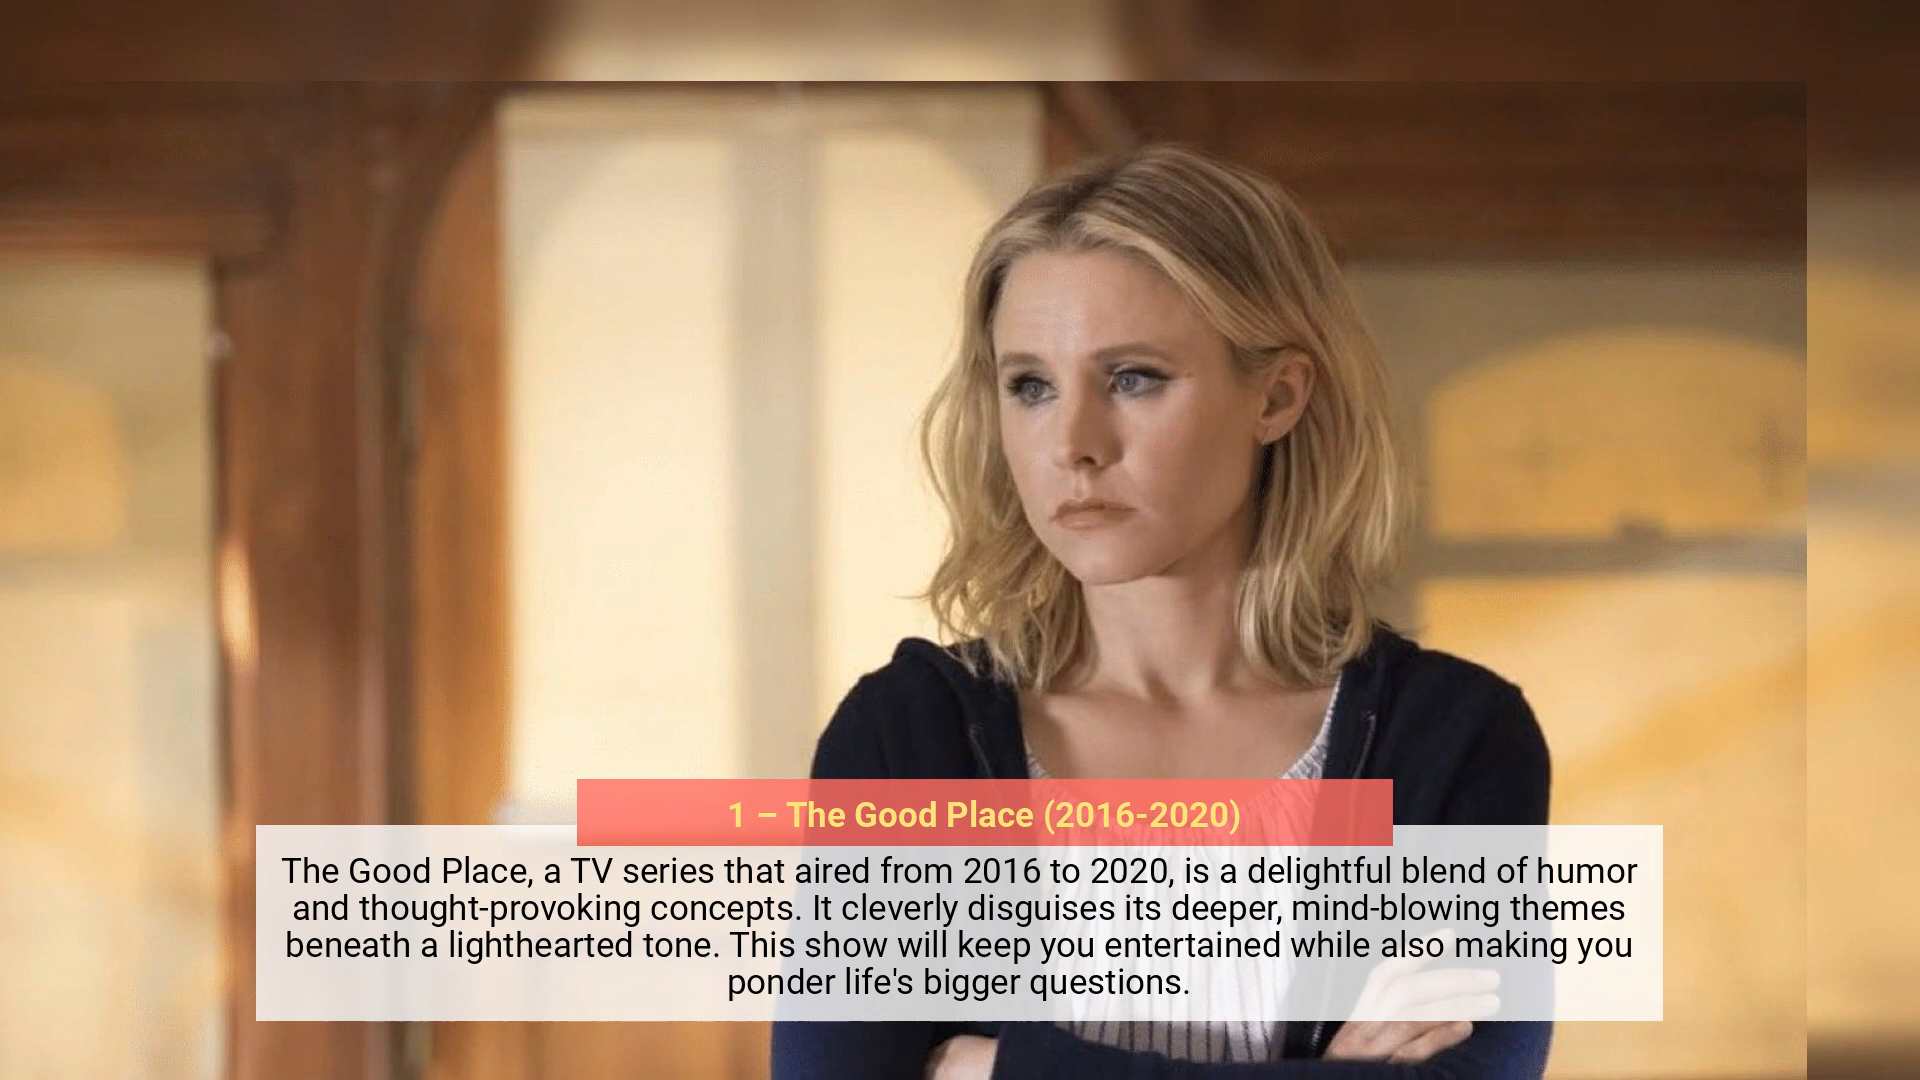 1 – The Good Place (2016-2020)
The Good Place, a TV series that aired from 2016 to 2020, is a delightful blend of humor
and thought-provoking concepts. It cleverly disguises its deeper, mind-blowing themes
beneath a lighthearted tone. This show will keep you entertained while also making you
ponder life's bigger questions.